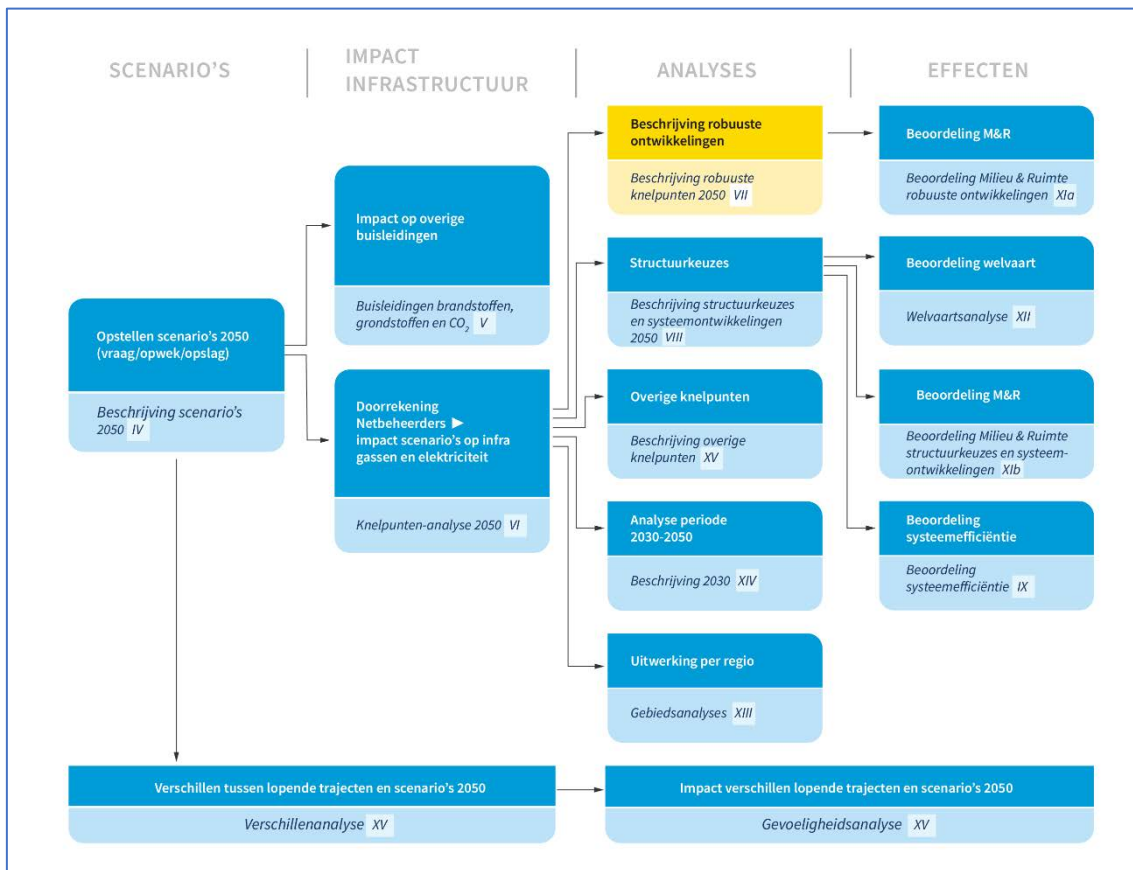 SCENARIO'S
IMPACT
INFRASTRUCTUUR
ANALYSES
EFFECTEN
Opstellen scenario's 2050
(vraag/opwek/opslag)
Beschrijving scenario's
2050 IV
Impact op overige
buisleidingen
Buisleidingen brandstoffen,
grondstoffen en CO₂ V
Doorrekening
Netbeheerders ►
impact scenario's op infra
gassen en elektriciteit
Knelpunten-analyse 2050 VI
Beschrijving robuuste
ontwikkelingen
Beschrijving robuuste
knelpunten 2050 VII
Structuurkeuzes
Beschrijving structuurkeuzes
en systeemontwikkelingen
2050 VIII
Overige knelpunten
Beschrijving overige
knelpunten XV
Analyse periode
2030-2050
Beschrijving 2030 XIV
Uitwerking per regio
Gebiedsanalyses XIII
Beoordeling M&R
Beoordeling Milieu & Ruimte
robuuste ontwikkelingen XIa
Beoordeling welvaart
Welvaartsanalyse XII
Beoordeling M&R
Beoordeling Milieu & Ruimte
structuurkeuzes en systeem-
ontwikkelingen XIb
Beoordeling
systeemefficiëntie
Beoordeling
systeemefficiëntie IX
Verschillen tussen lopende trajecten en scenario's 2050
Verschillenanalyse XV
Impact verschillen lopende trajecten en scenario's 2050
Gevoeligheidsanalyse XV